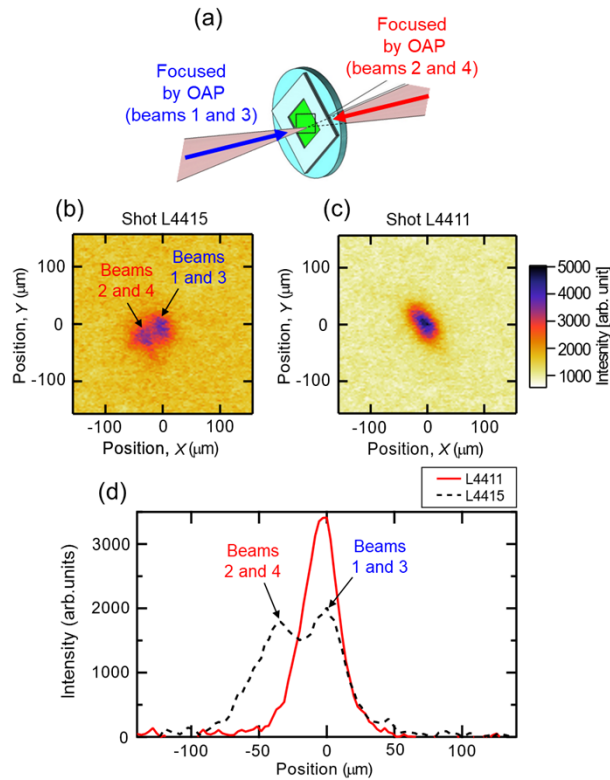 (a)
Focused
by OAP
(beams 2 and 4)
Focused
by OAP
(beams 1 and 3)
(b)
Shot L4415
(c)
Shot L4411
Beams
2 and 4
Beams
1 and 3
Position, Y (μm)
100
0
-100
-100
0
100
Position, X (μm)
Position, Y (μm)
100
0
-100
-100
0
100
Position, X (μm)
5000
4000
3000
2000
1000
Intesnity [arb.unit]
(d)
L4411
L4415
Intensity (arb.units)
3000
2000
1000
0
Beams
2 and 4
Beams
1 and 3
-100
-50
0
50
100
Position (μm)